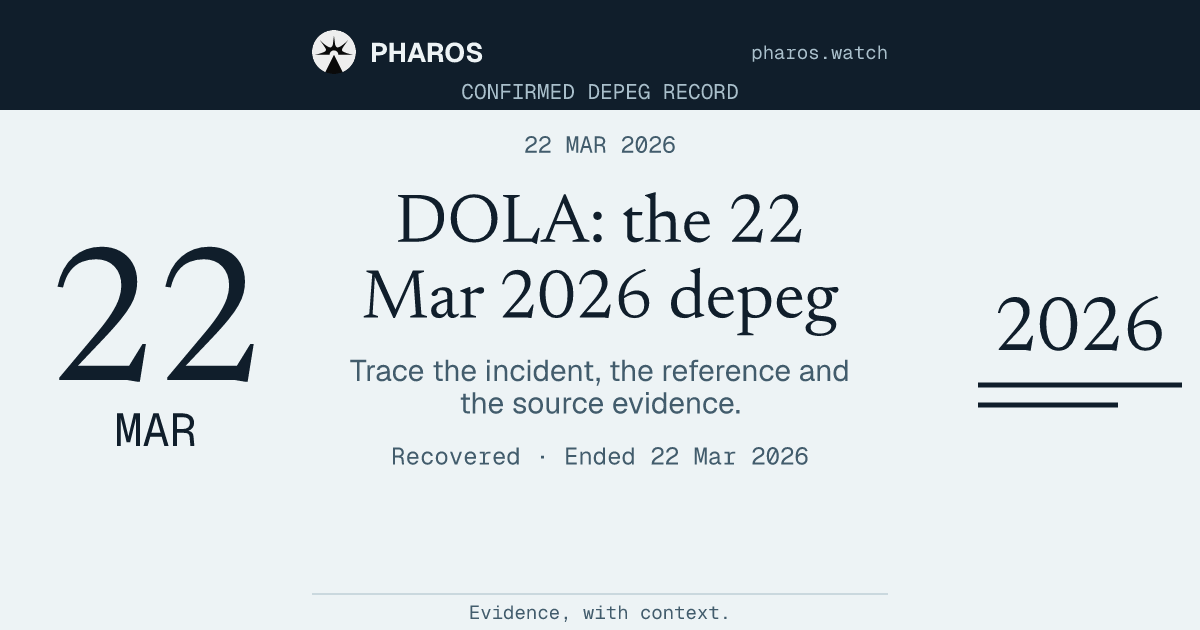 PHAROS
pharos.watch
CONFIRMED DEPEG RECORD
22 MAR 2026
DOLA: the 22
Mar 2026 depeg
Trace the incident, the reference and
the source evidence.
Recovered · Ended 22 Mar 2026
22
MAR
2026
Evidence, with context.